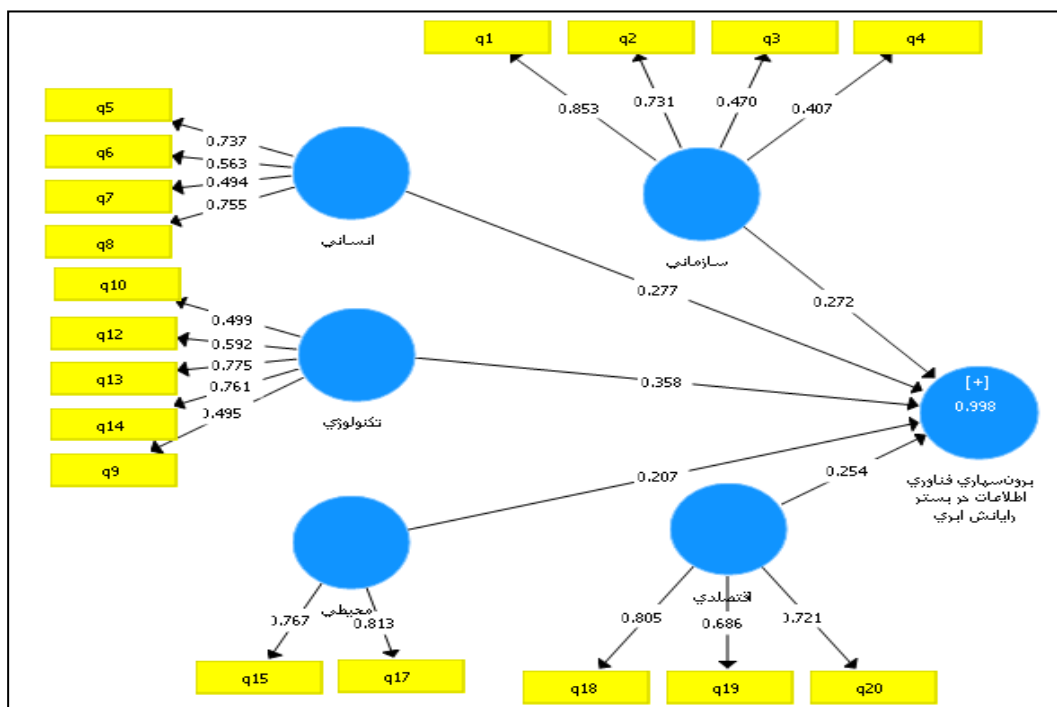 q1
q2
q3
q4
0.853
0.731
0.470
0.407
q5
q6
q7
q8
0.737
0.563
0.494
0.755
انساني
سازماني
0.277
0.272
q10
q12
q13
q14
q9
0.499
0.592
0.775
0.761
0.495
تكنولوژي
0.358
[+]
0.998
برون‌سپاري فناوري
اطلاعات در بستر
رايانش ابري
0.207
0.254
محيطي
0.767
0.813
q15
q17
اقتصلدي
0.805
0.686
0.721
q18
q19
q20